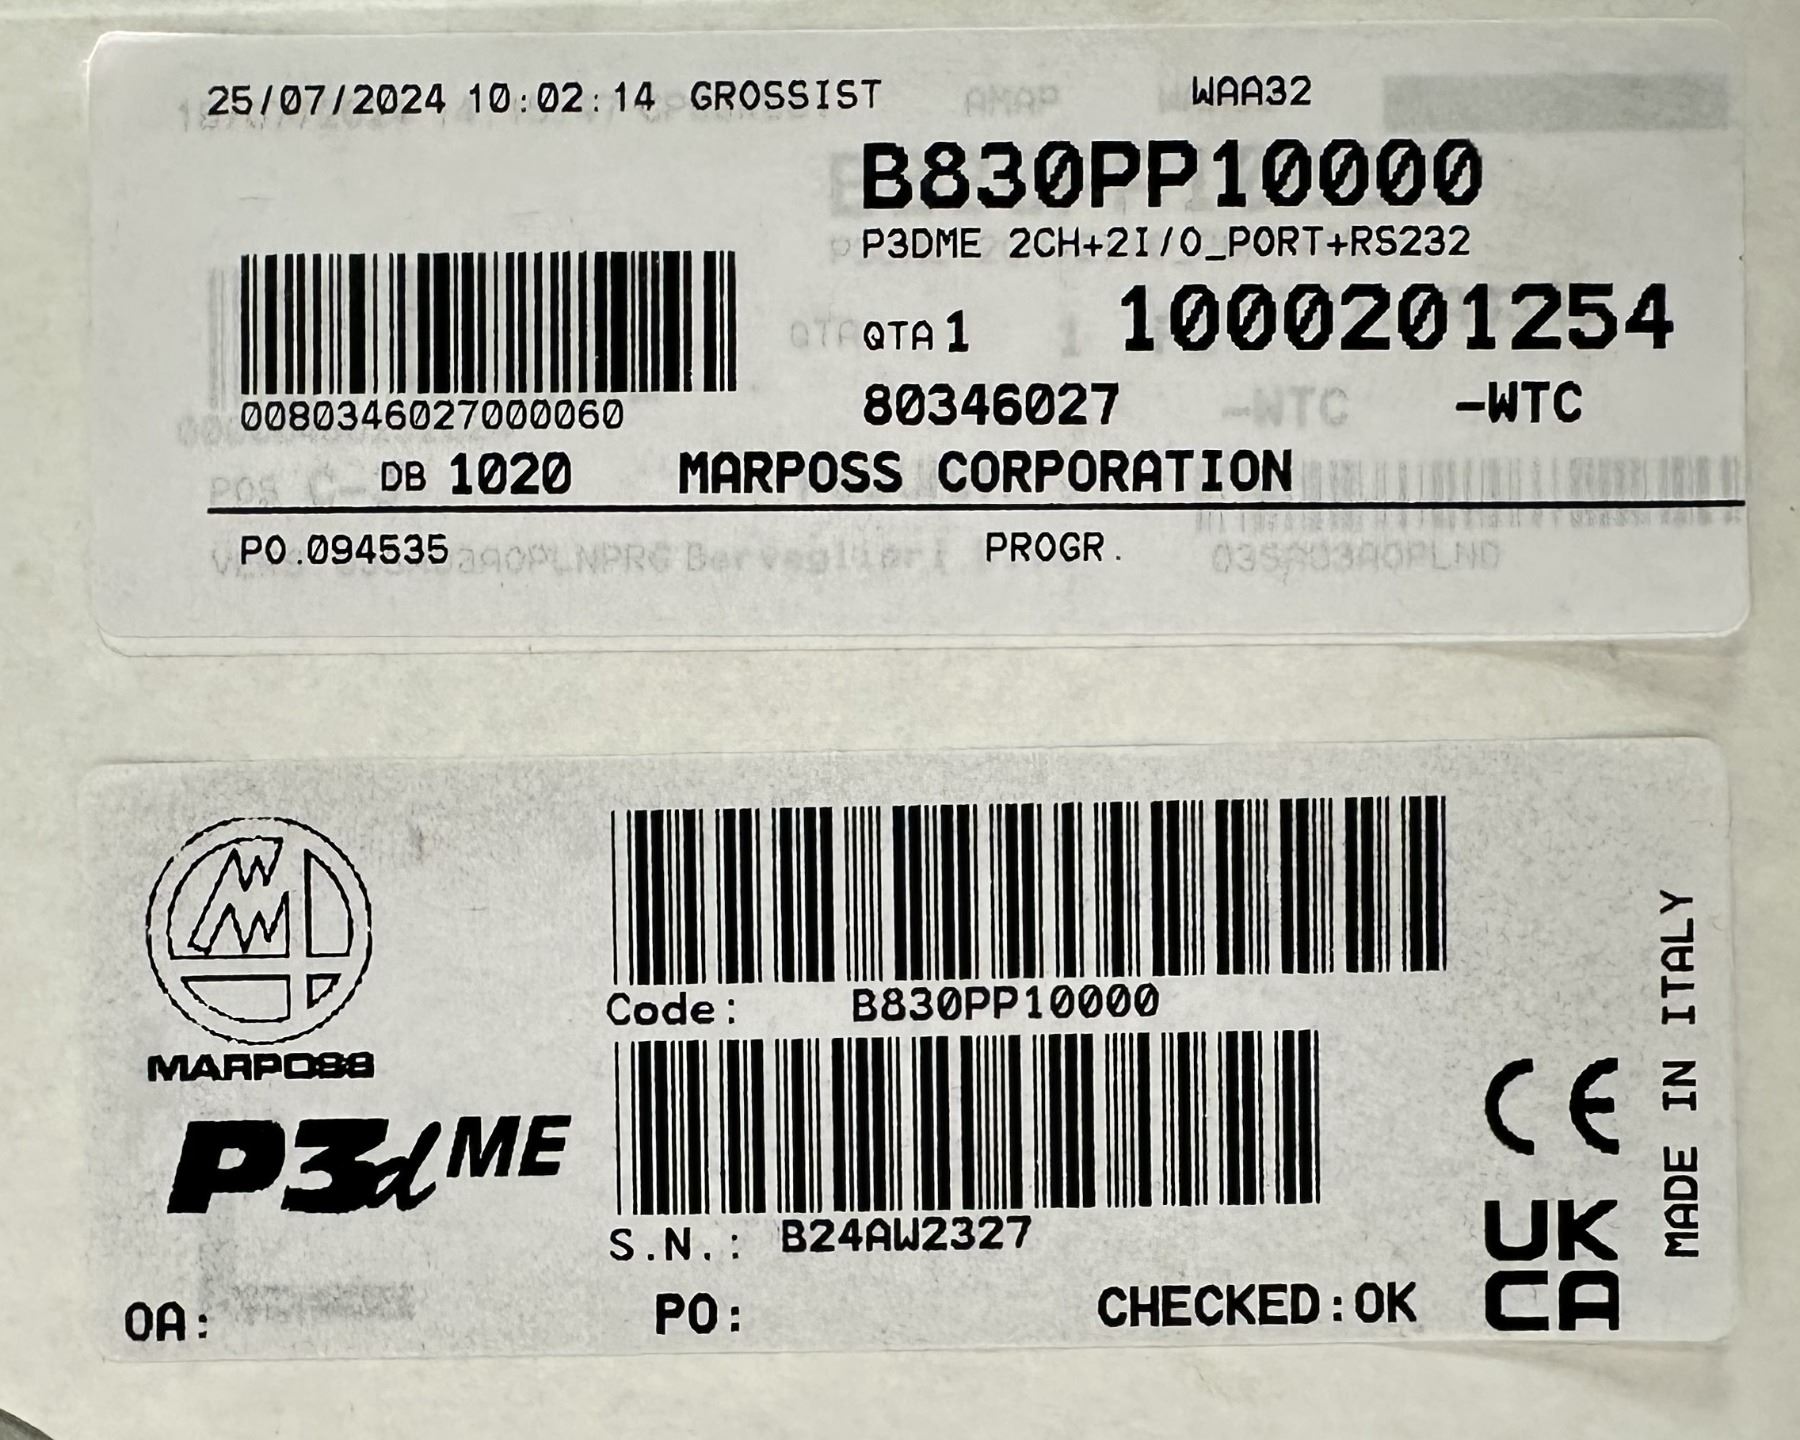 25/07/2024 10:02:14 GROSSIST WAA32
B830PP10000
P3DME 2CH+2I/O_PORT+RS232
QTA 1 1000201254
0080346027000060 80346027 -WTC
DB 1020 MARPOSS CORPORATION
PO.094535 PROGR.
MARPOSS
P3dME
Code: B830PP10000
S.N.: B24AW2327
OA: PO: CHECKED:OK
CE
UK
CA
MADE IN ITALY